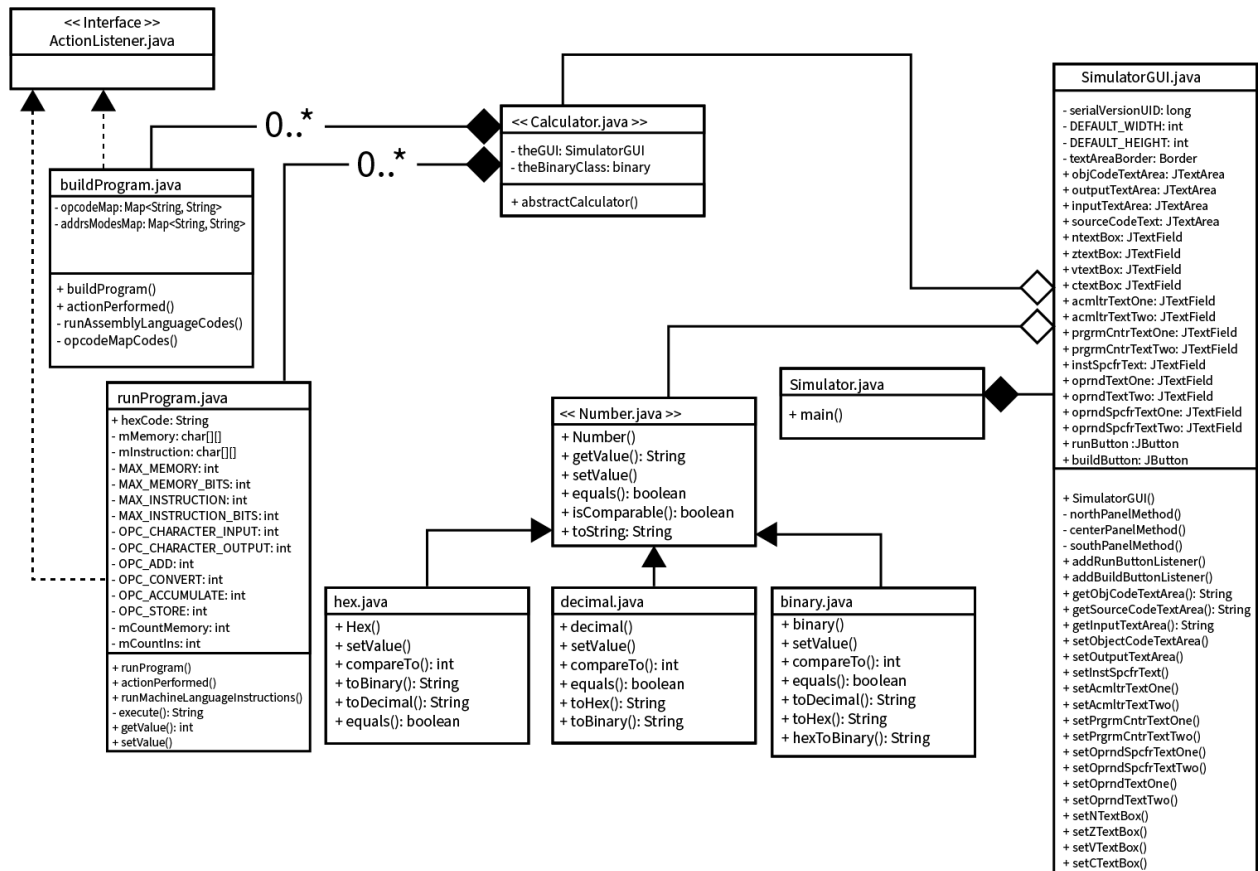 << Interface >>
ActionListener.java
0..*
0..*
<< Calculator.java >>
- theGUI: SimulatorGUI
- theBinaryClass: binary
+ abstractCalculator()
buildProgram.java
- opcodeMap: Map<String, String>
- addrsModesMap: Map<String, String>
+ buildProgram()
+ actionPerformed()
- runAssemblyLanguageCodes()
- opcodeMapCodes()
runProgram.java
+ hexCode: String
- mMemory: char[][]
- mInstruction: char[][]
- MAX_MEMORY: int
- MAX_MEMORY_BITS: int
- MAX_INSTRUCTION: int
- MAX_INSTRUCTION_BITS: int
- OPC_CHARACTER_INPUT: int
- OPC_CHARACTER_OUTPUT: int
- OPC_ADD: int
- OPC_CONVERT: int
- OPC_ACCUMULATE: int
- OPC_STORE: int
- mCountMemory: int
- mCountIns: int
+ runProgram()
+ actionPerformed()
+ runMachineLanguageInstructions()
- execute(): String
+ getValue(): int
+ setValue()
<< Number.java >>
+ Number()
+ getValue(): String
+ setValue()
+ equals(): boolean
+ isComparable(): boolean
+ toString: String
hex.java
+ Hex()
+ setValue()
+ compareTo(): int
+ toBinary(): String
+ toDecimal(): String
+ equals(): boolean
decimal.java
+ decimal()
+ setValue()
+ compareTo(): int
+ equals(): boolean
+ toHex(): String
+ toBinary(): String
binary.java
+ binary()
+ setValue()
+ compareTo(): int
+ equals(): boolean
+ toDecimal(): String
+ toHex(): String
+ hexToBinary(): String
Simulator.java
+ main()
SimulatorGUI.java
- serialVersionUID: long
- DEFAULT_WIDTH: int
- DEFAULT_HEIGHT: int
- textAreaBorder: Border
+ objCodeTextArea: JTextArea
+ outputTextArea: JTextArea
+ inputTextArea: JTextArea
+ sourceCodeText: JTextArea
+ ntextBox: JTextField
+ ztextBox: JTextField
+ vtextBox: JTextField
+ ctextBox: JTextField
+ acmltrTextOne: JTextField
+ acmltrTextTwo: JTextField
+ prgrmCntrTextOne: JTextField
+ prgrmCntrTextTwo: JTextField
+ instSpcfrText: JTextField
+ oprndTextOne: JTextField
+ oprndTextTwo: JTextField
+ oprndSpcfrTextOne: JTextField
+ oprndSpcfrTextTwo: JTextField
+ runButton :JButton
+ buildButton: JButton
+ SimulatorGUI()
- northPanelMethod()
- centerPanelMethod()
- southPanelMethod()
+ addRunButtonListener()
+ addBuildButtonListener()
+ getObjCodeTextArea(): String
+ getSourceCodeTextArea(): String
+ getInputTextArea(): String
+ setObjectCodeTextArea()
+ setOutputTextArea()
+ setInstSpcfrText()
+ setAcmltrTextOne()
+ setAcmltrTextTwo()
+ setPrgrmCntrTextOne()
+ setPrgrmCntrTextTwo()
+ setOprndSpcfrTextOne()
+ setOprndSpcfrTextTwo()
+ setOprndTextOne()
+ setOprndTextTwo()
+ setNTextBox()
+ setZTextBox()
+ setVTextBox()
+ setCTextBox()